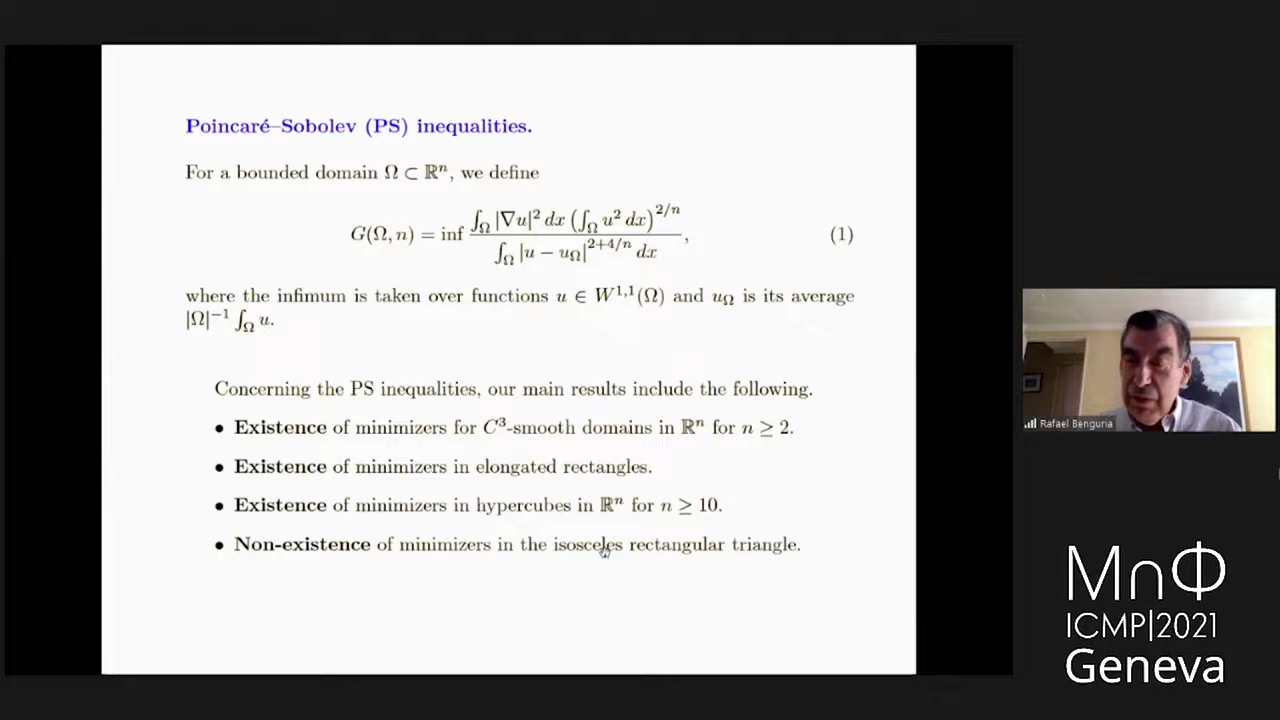 Poincaré–Sobolev (PS) inequalities.
For a bounded domain Ω ⊂ ℝⁿ, we define
G(Ω, n) = inf ∫_Ω |∇u|² dx (∫_Ω u² dx)^{2/n} / ∫_Ω |u − u_Ω|^{2+4/n} dx, (1)
where the infimum is taken over functions u ∈ W^{1,1}(Ω) and u_Ω is its average
|Ω|⁻¹ ∫_Ω u.
Concerning the PS inequalities, our main results include the following.
• Existence of minimizers for C³-smooth domains in ℝⁿ for n ≥ 2.
• Existence of minimizers in elongated rectangles.
• Existence of minimizers in hypercubes in ℝⁿ for n ≥ 10.
• Non-existence of minimizers in the isosceles rectangular triangle.
Rafael Benguria
M∩Φ
ICMP|2021
Geneva